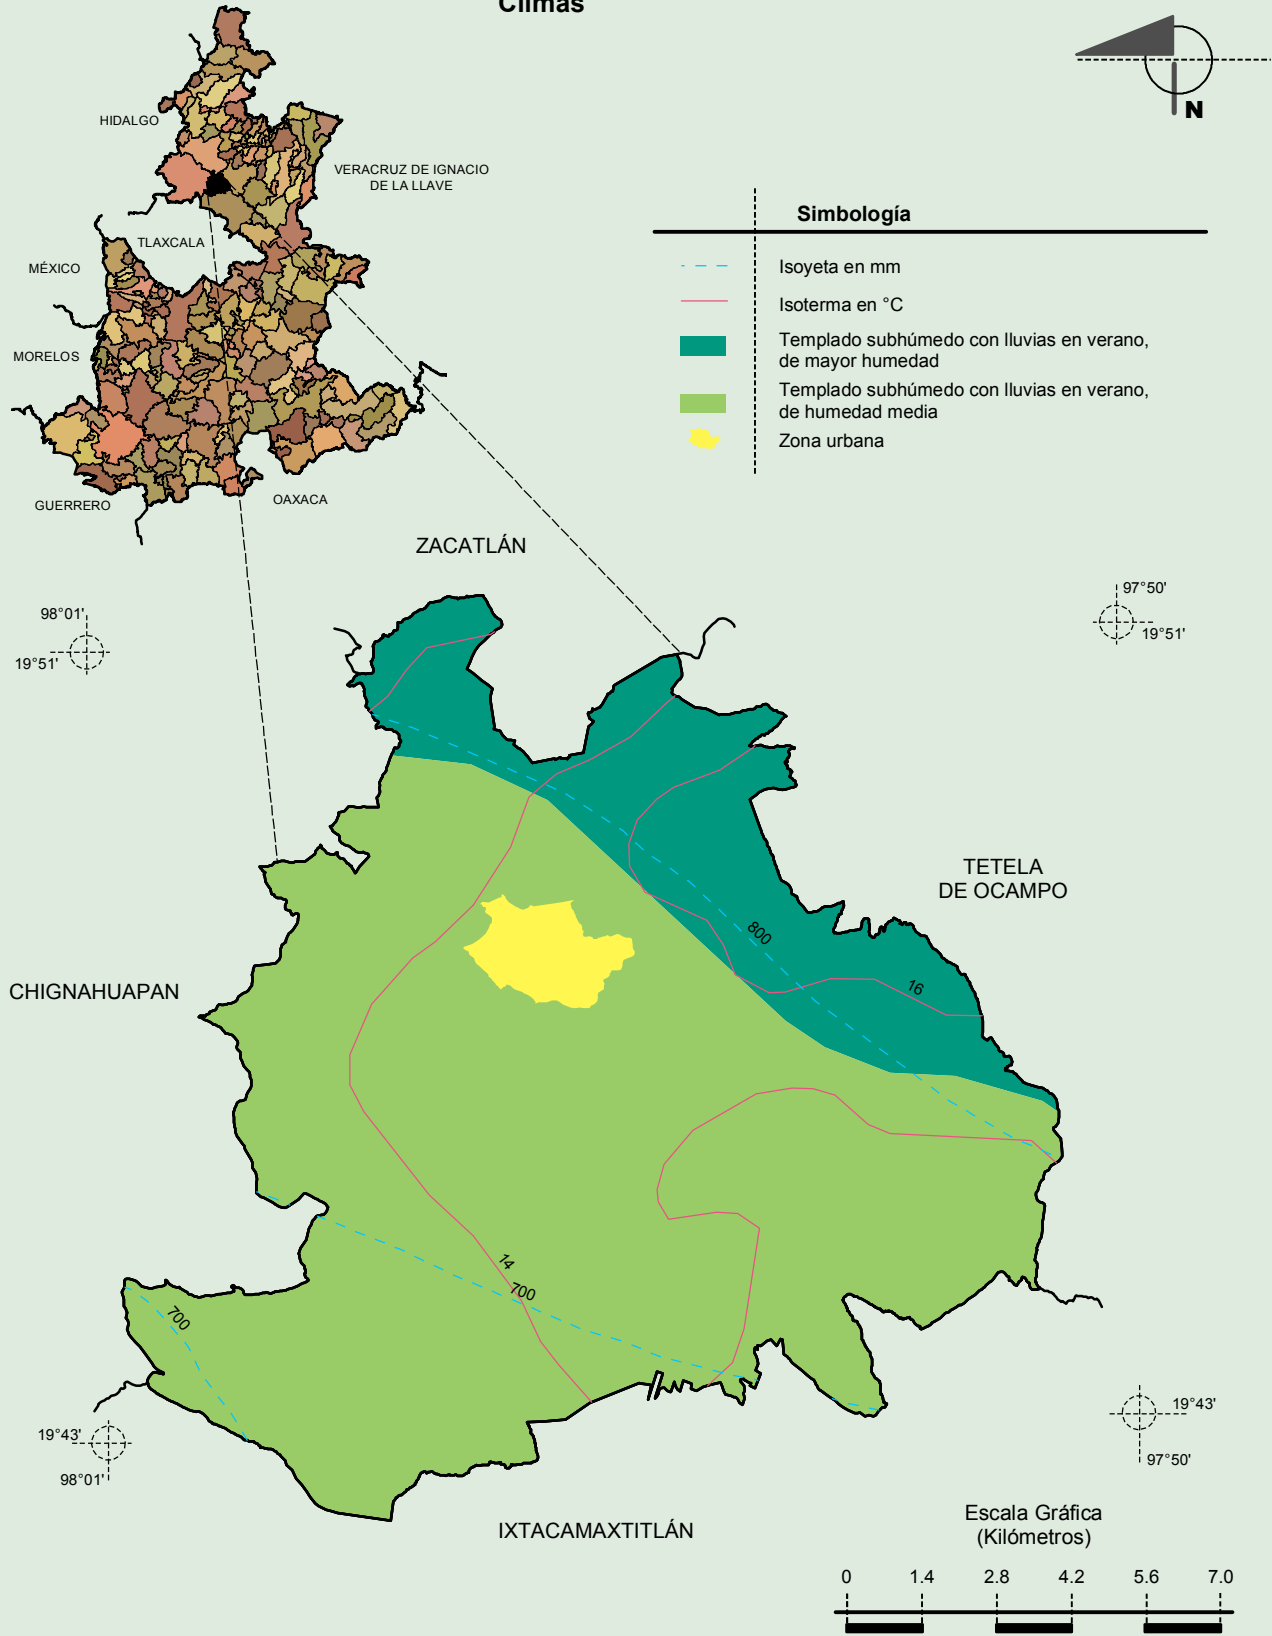 Climas
N
HIDALGO
VERACRUZ DE IGNACIO
DE LA LLAVE
TLAXCALA
MÉXICO
MORELOS
GUERRERO
OAXACA
Simbología
Isoyeta en mm
Isoterma en °C
Templado subhúmedo con lluvias en verano,
de mayor humedad
Templado subhúmedo con lluvias en verano,
de humedad media
Zona urbana
ZACATLÁN
98°01'
19°51'
97°50'
19°51'
TETELA
DE OCAMPO
800
16
CHIGNAHUAPAN
14
700
700
19°43'
98°01'
19°43'
97°50'
IXTACAMAXTITLÁN
Escala Gráfica
(Kilómetros)
0 1.4 2.8 4.2 5.6 7.0